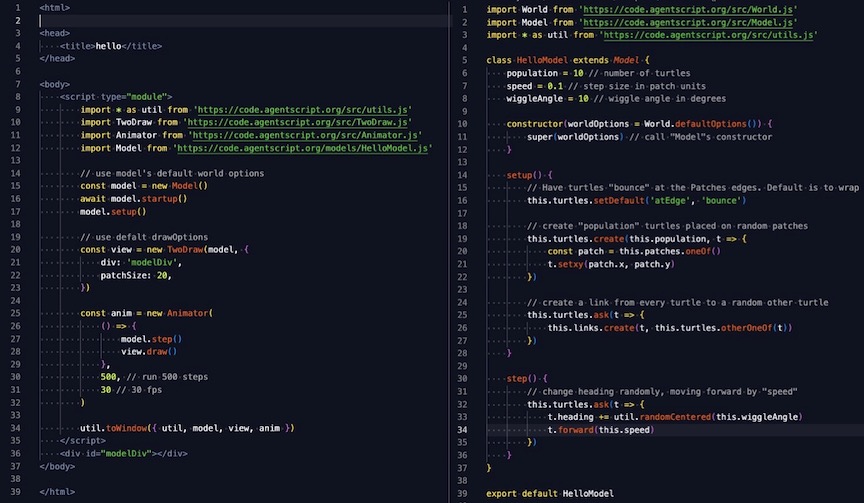 1 <html>
2
3 <head>
4 <title>hello</title>
5 </head>
6
7 <body>
8 <script type="module">
9 import * as util from 'https://code.agentscript.org/src/utils.js'
10 import TwoDraw from 'https://code.agentscript.org/src/TwoDraw.js'
11 import Animator from 'https://code.agentscript.org/src/Animator.js'
12 import Model from 'https://code.agentscript.org/models/HelloModel.js'
13
14 // use model's default world options
15 const model = new Model()
16 await model.startup()
17 model.setup()
18
19 // use defalt drawOptions
20 const view = new TwoDraw(model, {
21 div: 'modelDiv',
22 patchSize: 20,
23 })
24
25 const anim = new Animator(
26 () => {
27 model.step()
28 view.draw()
29 },
30 500, // run 500 steps
31 30 // 30 fps
32 )
33
34 util.toWindow({ util, model, view, anim })
35 </script>
36 <div id="modelDiv"></div>
37 </body>
38
39 </html>
1 import World from 'https://code.agentscript.org/src/World.js'
2 import Model from 'https://code.agentscript.org/src/Model.js'
3 import * as util from 'https://code.agentscript.org/src/utils.js'
4
5 class HelloModel extends Model {
6 population = 10 // number of turtles
7 speed = 0.1 // step size in patch units
8 wiggleAngle = 10 // wiggle angle in degrees
9
10 constructor(worldOptions = World.defaultOptions()) {
11 super(worldOptions) // call "Model"s constructor
12 }
13
14 setup() {
15 // Have turtles "bounce" at the Patches edges. Default is to wrap
16 this.turtles.setDefault('atEdge', 'bounce')
17
18 // create "population" turtles placed on random patches
19 this.turtles.create(this.population, t => {
20 const patch = this.patches.oneOf()
21 t.setxy(patch.x, patch.y)
22 })
23
24 // create a link from every turtle to a random other turtle
25 this.turtles.ask(t => {
26 this.links.create(t, this.turtles.otherOneOf(t))
27 })
28 }
29
30 step() {
31 // change heading randomly, moving forward by "speed"
32 this.turtles.ask(t => {
33 t.heading += util.randomCentered(this.wiggleAngle)
34 t.forward(this.speed)
35 })
36 }
37 }
38
39 export default HelloModel